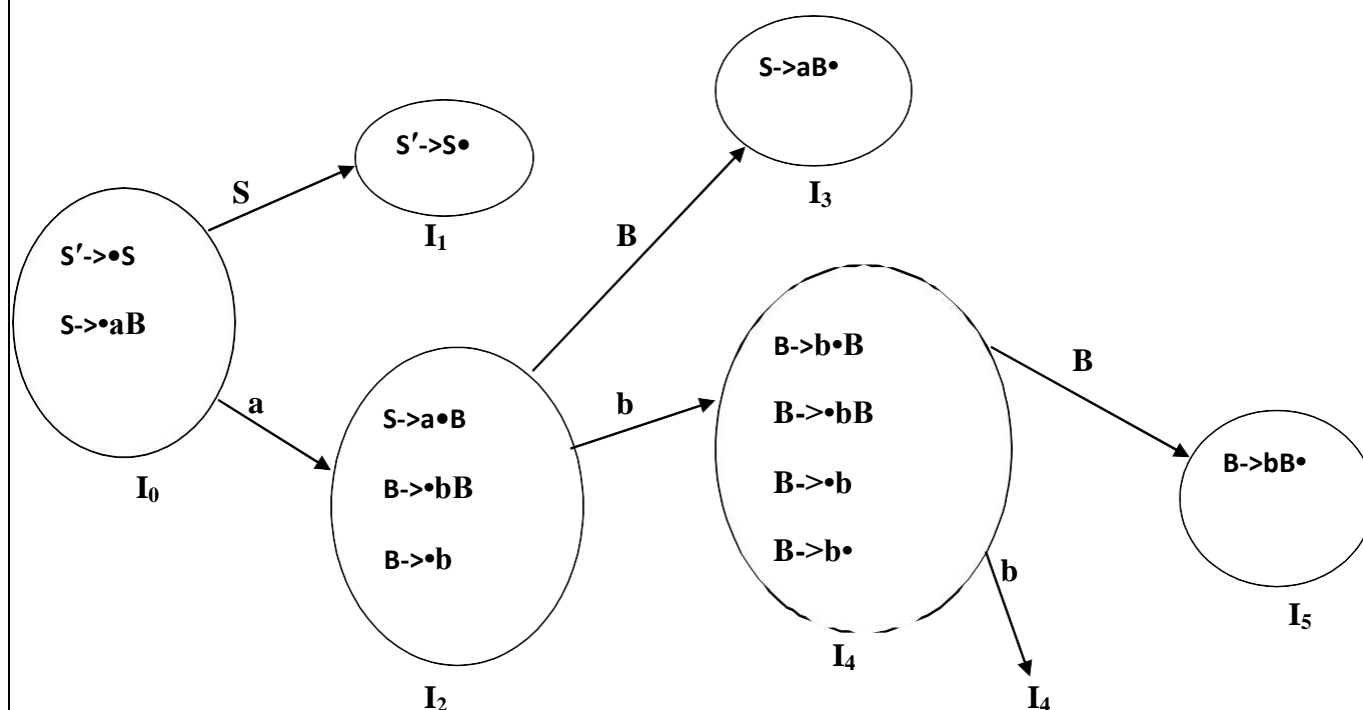 S'->•S
S->•aB
I₀
S
S'->S•
I₁
a
S->a•B
B->•bB
B->•b
I₂
B
S->aB•
I₃
b
B->b•B
B->•bB
B->•b
B->b•
I₄
B
B->bB•
I₅
b
I₄